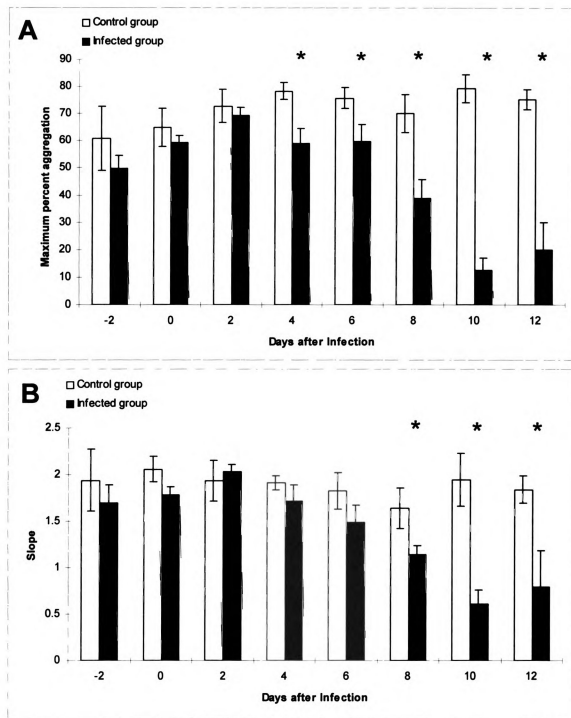 A
Control group
Infected group
* * * * *
90
80
70
60
50
40
30
20
10
0
Maximum percent aggregation
-2 0 2 4 6 8 10 12
Days after Infection
B
Control group
Infected group
* * *
2.5
2
1.5
1
0.5
0
Slope
-2 0 2 4 6 8 10 12
Days after Infection